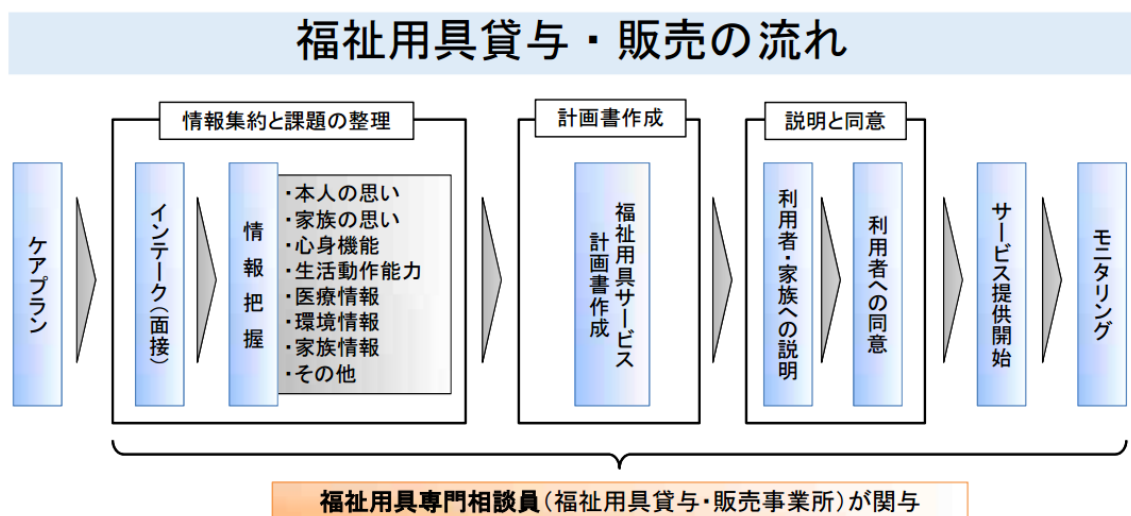 福祉用具貸与・販売の流れ
情報集約と課題の整理
計画書作成
説明と同意
ケアプラン
インテーク(面接)
情報把握
・本人の思い
・家族の思い
・心身機能
・生活動作能力
・医療情報
・環境情報
・家族情報
・その他
福祉用具サービス
計画書作成
利用者・家族への説明
利用者への同意
サービス提供開始
モニタリング
福祉用具専門相談員(福祉用具貸与・販売事業所)が関与